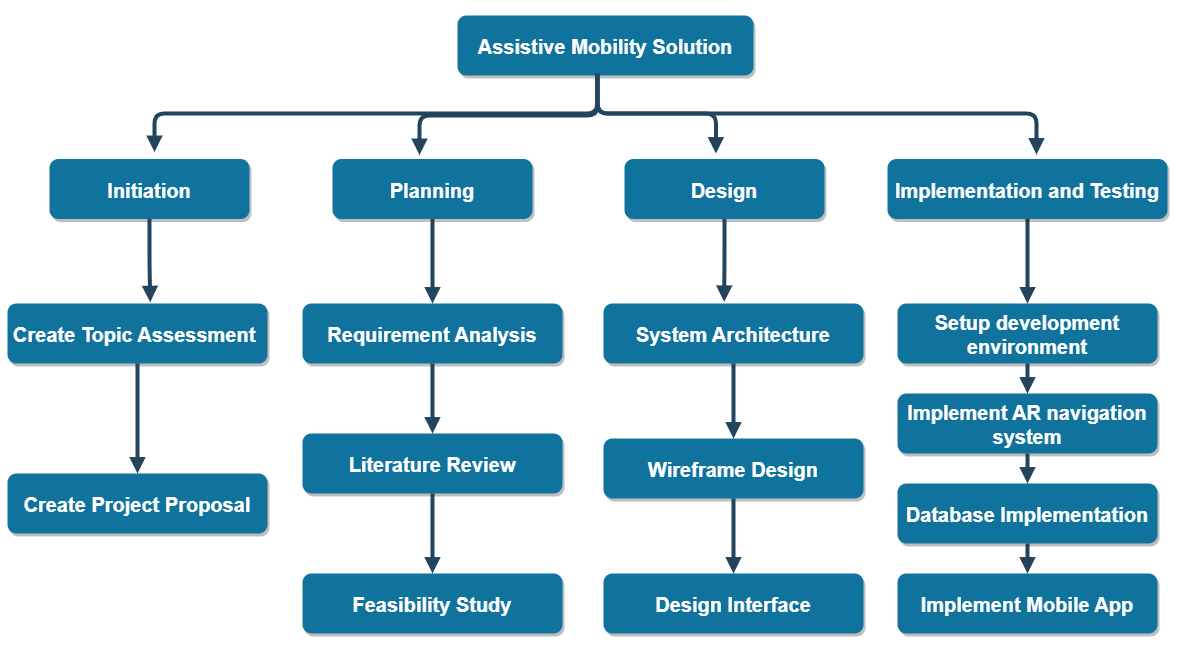 Assistive Mobility Solution
Initiation
Planning
Design
Implementation and Testing
Create Topic Assessment
Requirement Analysis
System Architecture
Setup development
environment
Implement AR navigation
system
Literature Review
Wireframe Design
Create Project Proposal
Database Implementation
Feasibility Study
Design Interface
Implement Mobile App